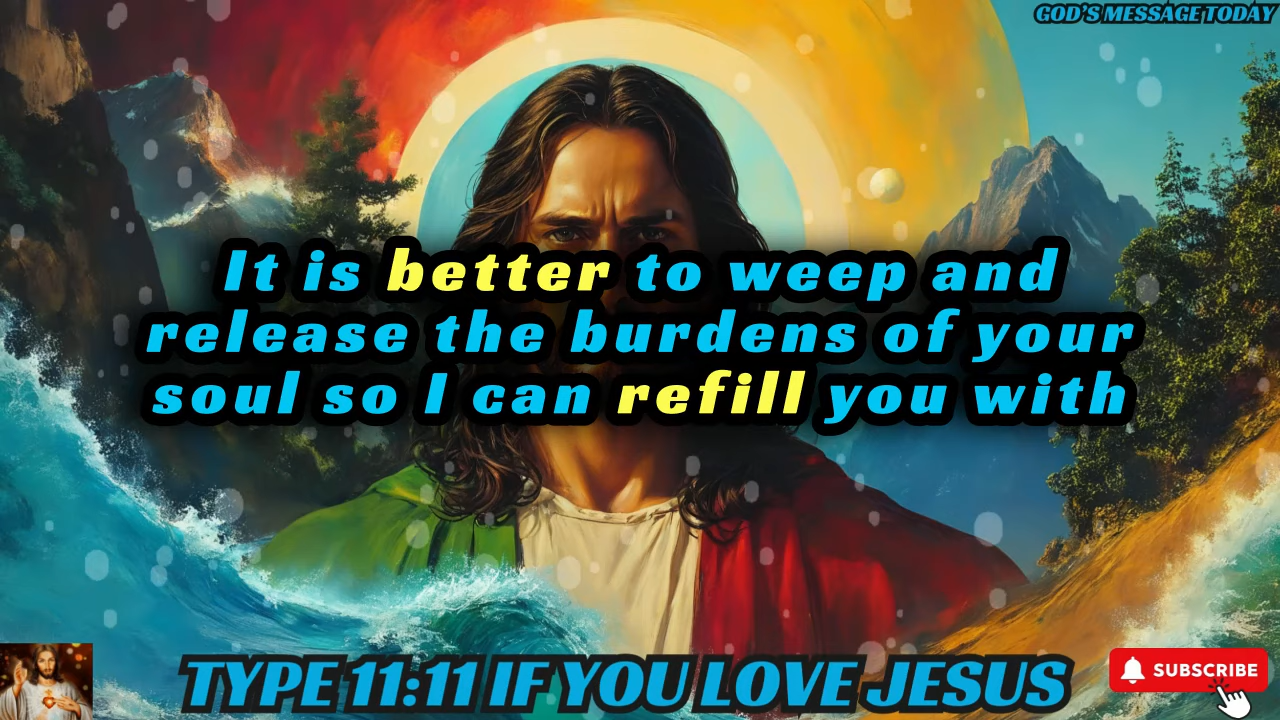 GOD'S MESSAGE TODAY
It is better to weep and
release the burdens of your
soul so I can refill you with
TYPE 11:11 IF YOU LOVE JESUS
SUBSCRIBE